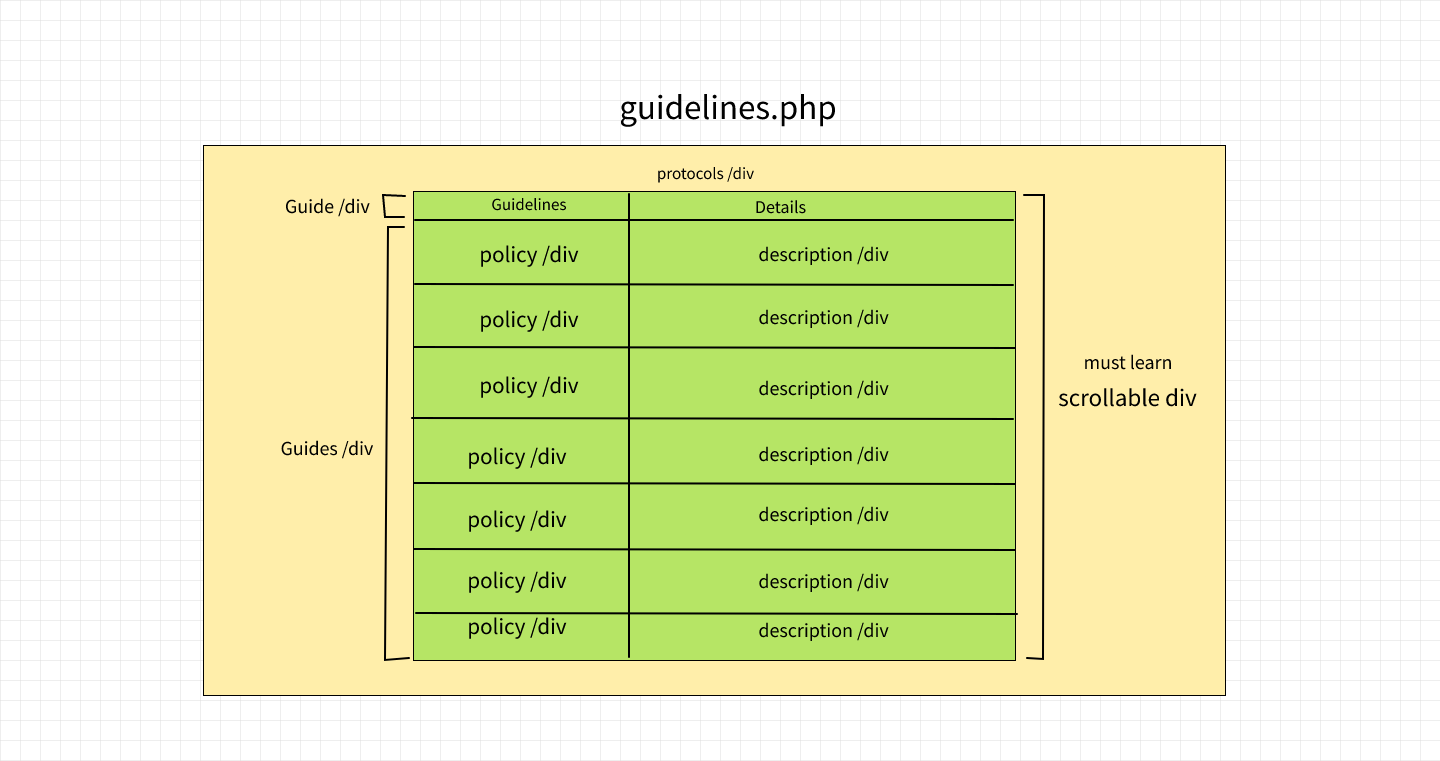 guidelines.php
protocols /div
Guide /div
Guidelines
Details
policy /div
description /div
policy /div
description /div
policy /div
description /div
must learn
scrollable div
Guides /div
policy /div
description /div
policy /div
description /div
policy /div
description /div
policy /div
description /div